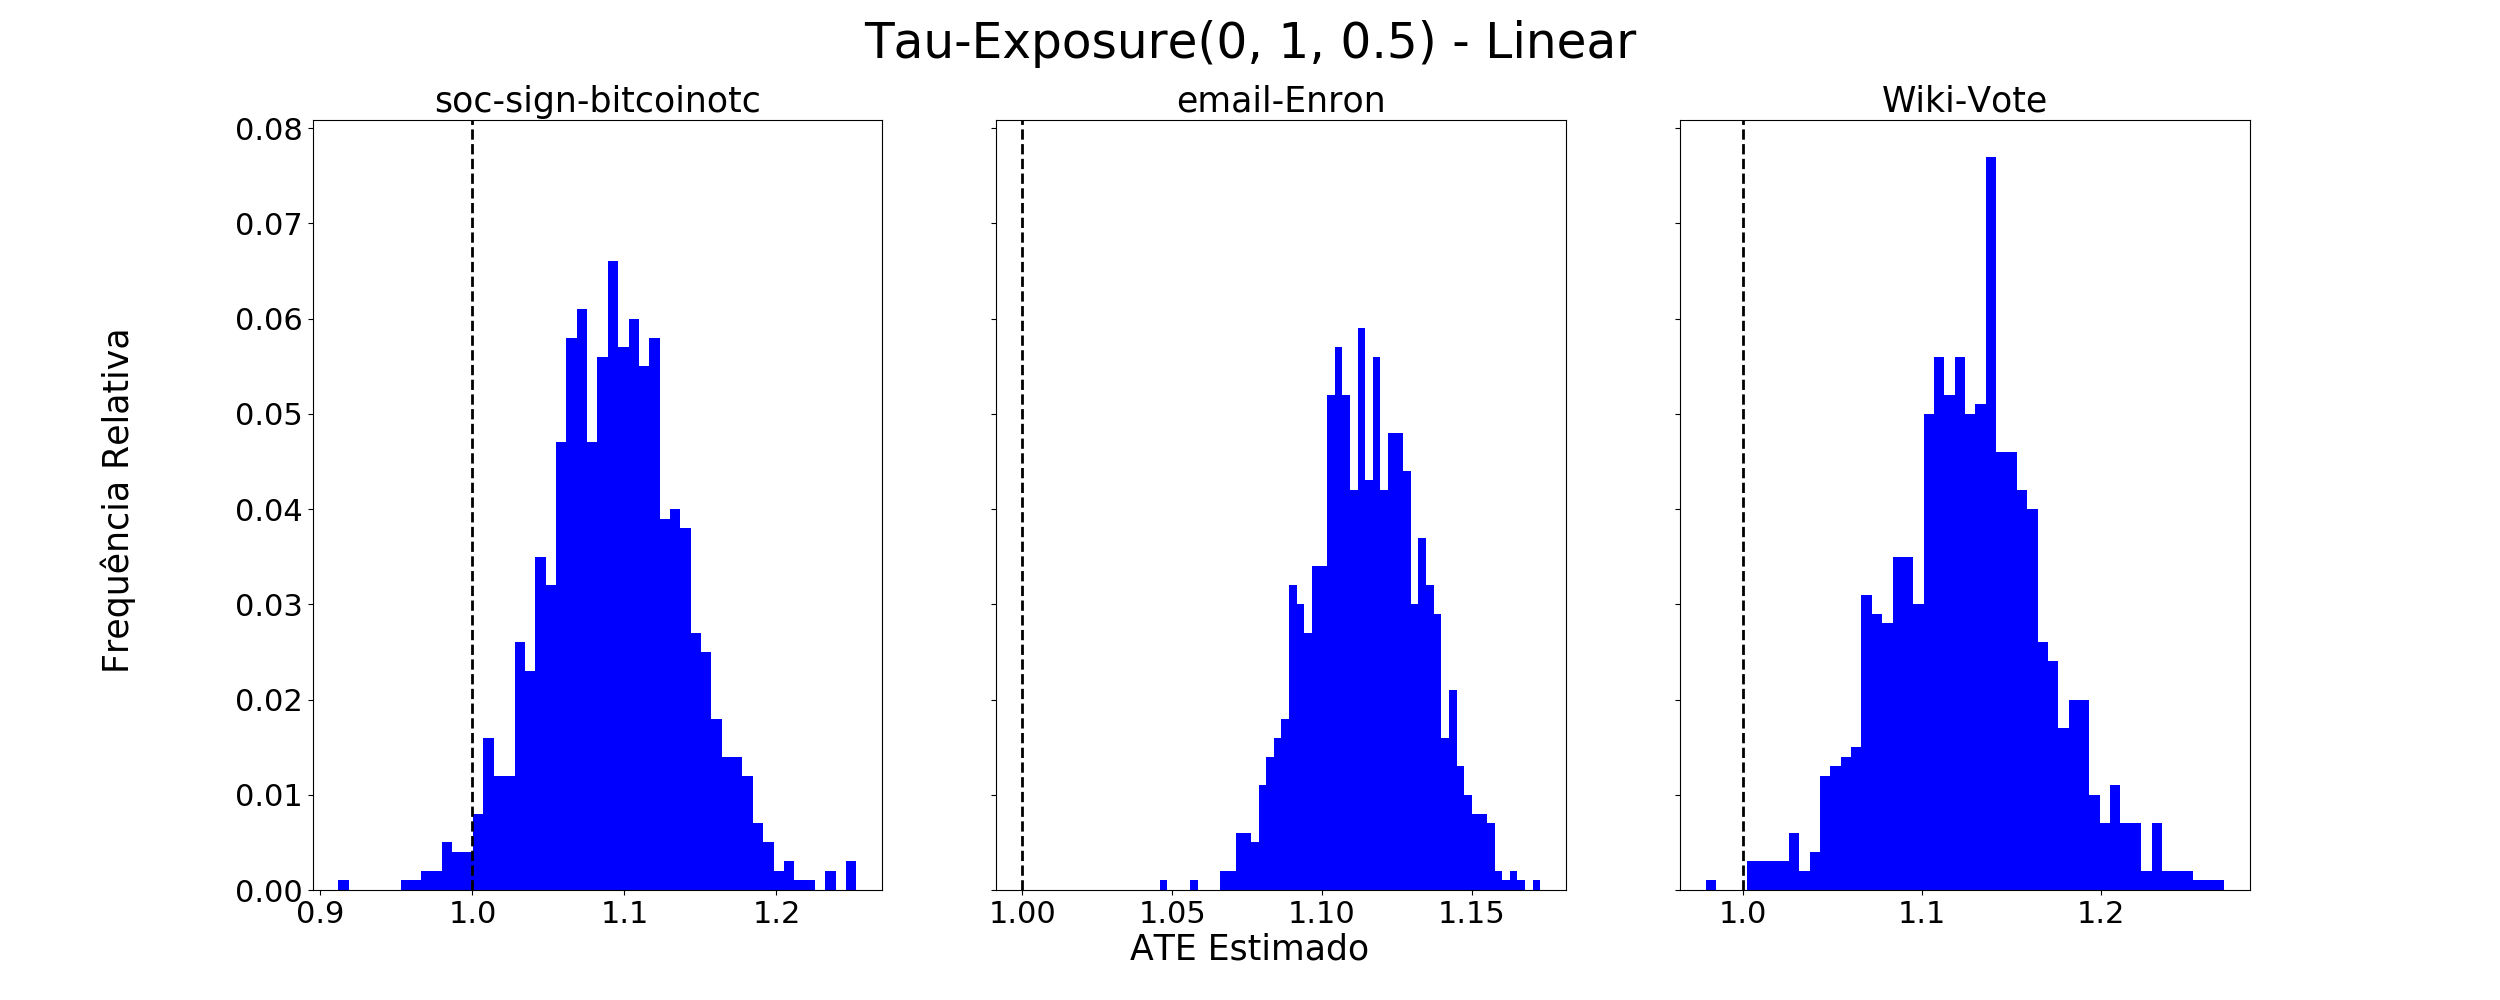 Tau-Exposure(0, 1, 0.5) - Linear
soc-sign-bitcoinotc
email-Enron
Wiki-Vote
Frequência Relativa
0.08
0.07
0.06
0.05
0.04
0.03
0.02
0.01
0.00
0.9 1.0 1.1 1.2
1.00 1.05 1.10 1.15
1.0 1.1 1.2
ATE Estimado